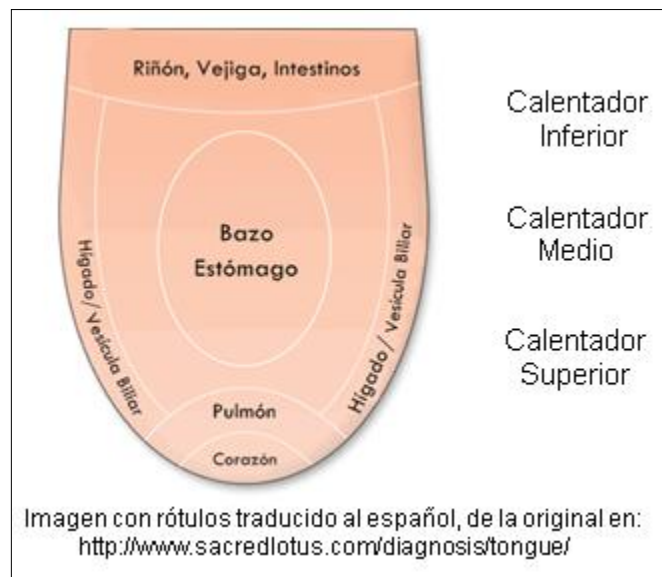 Riñón, Vejiga, Intestinos
Calentador
Inferior
Bazo
Estómago
Calentador
Medio
Hígado/ Vesícula Biliar
Hígado / Vesícula Biliar
Calentador
Superior
Pulmón
Corazón
Imagen con rótulos traducido al español, de la original en:
http://www.sacredlotus.com/diagnosis/tongue/